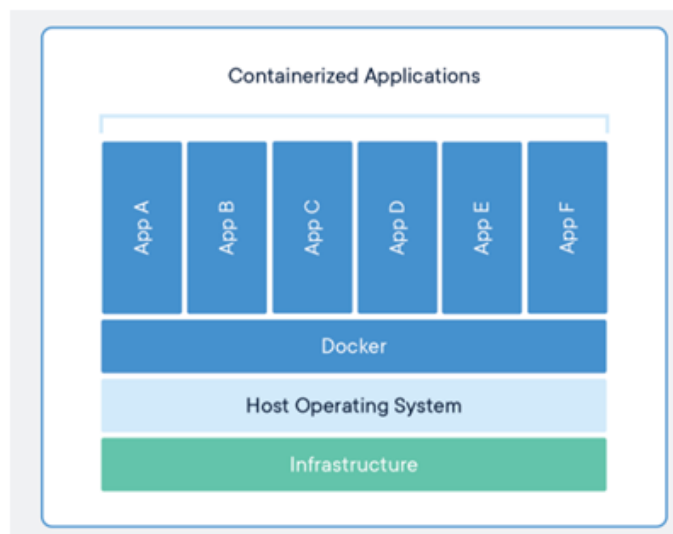 Containerized Applications
App A
App B
App C
App D
App E
App F
Docker
Host Operating System
Infrastructure